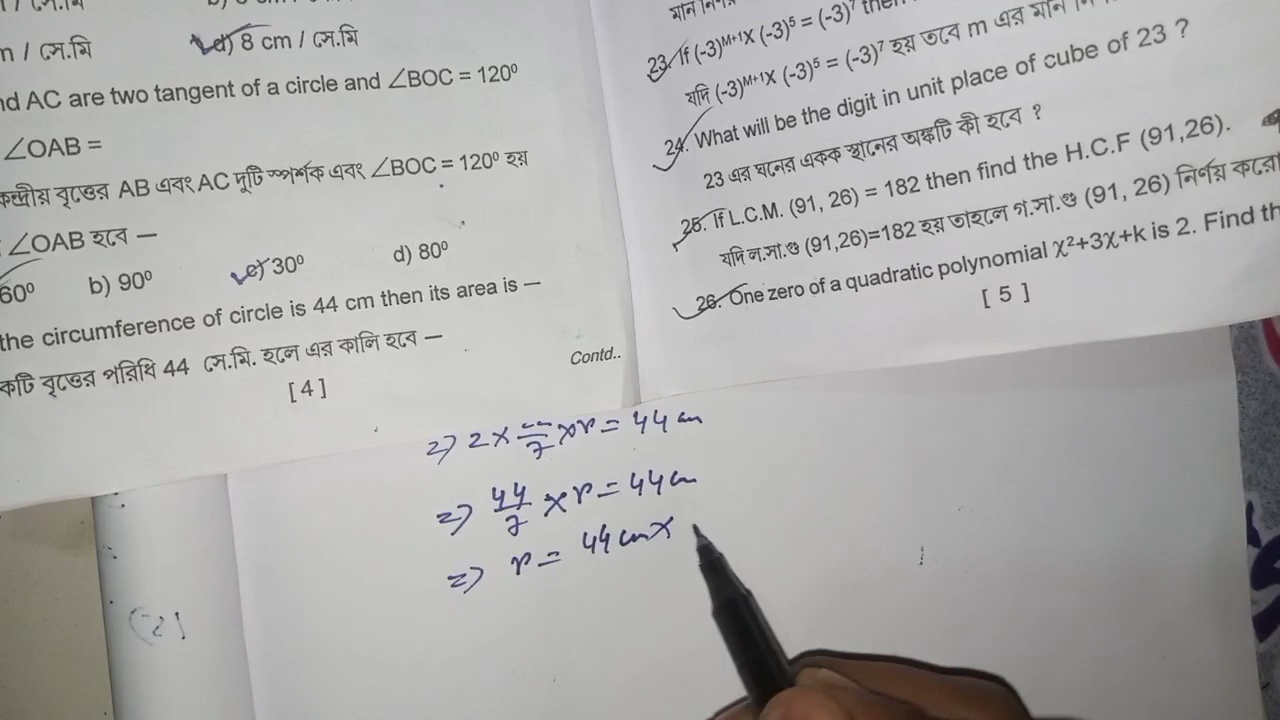 m / সে.মি d) 8 cm / সে.মি
nd AC are two tangent of a circle and ∠BOC = 120⁰
∠OAB =
কেন্দ্রীয় বৃত্তের AB এবং AC দুটি স্পর্শক এবং ∠BOC = 120⁰ হয়
∠OAB হবে —
60⁰ b) 90⁰ c) 30⁰ d) 80⁰
the circumference of circle is 44 cm then its area is —
কটি বৃত্তের পরিধি 44 সে.মি. হলে এর কালি হবে —
Contd..
[ 4 ]
মান নির্ণয়
23. If (-3)ᴹ⁺¹X (-3)⁵ = (-3)⁷ then
যদি (-3)ᴹ⁺¹X (-3)⁵ = (-3)⁷ হয় তবে m এর মান
24. What will be the digit in unit place of cube of 23 ?
23 এর ঘনের একক স্থানের অঙ্কটি কী হবে ?
25. If L.C.M. (91, 26) = 182 then find the H.C.F (91,26).
যদি ল.সা.গু (91,26)=182 হয় তাহলে গ.সা.গু (91, 26) নির্ণয় করো
26. One zero of a quadratic polynomial x²+3x+k is 2. Find th
[ 5 ]
=> 2 × 22/7 × r = 44 cm
=> 44/7 × r = 44 cm
=> r = 44 cm ×